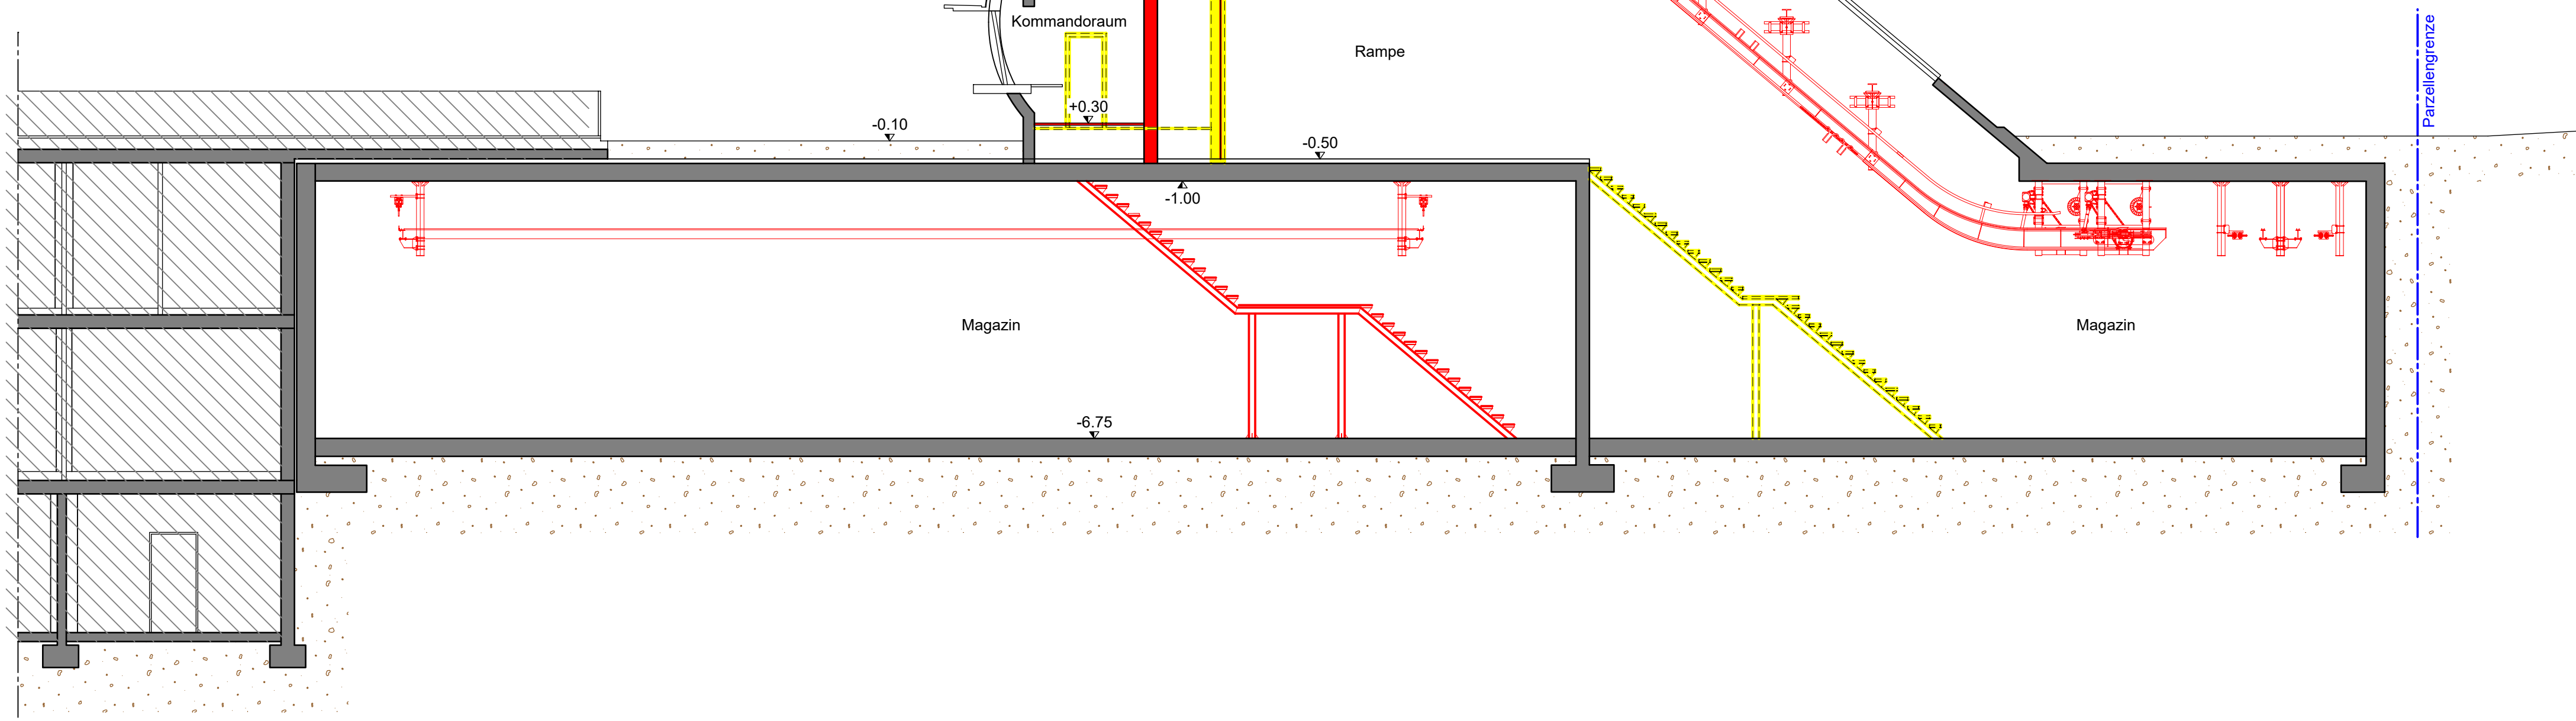 Kommandoraum
Rampe
Parzellengrenze
+0.30
-0.10
-0.50
-1.00
Magazin
Magazin
-6.75